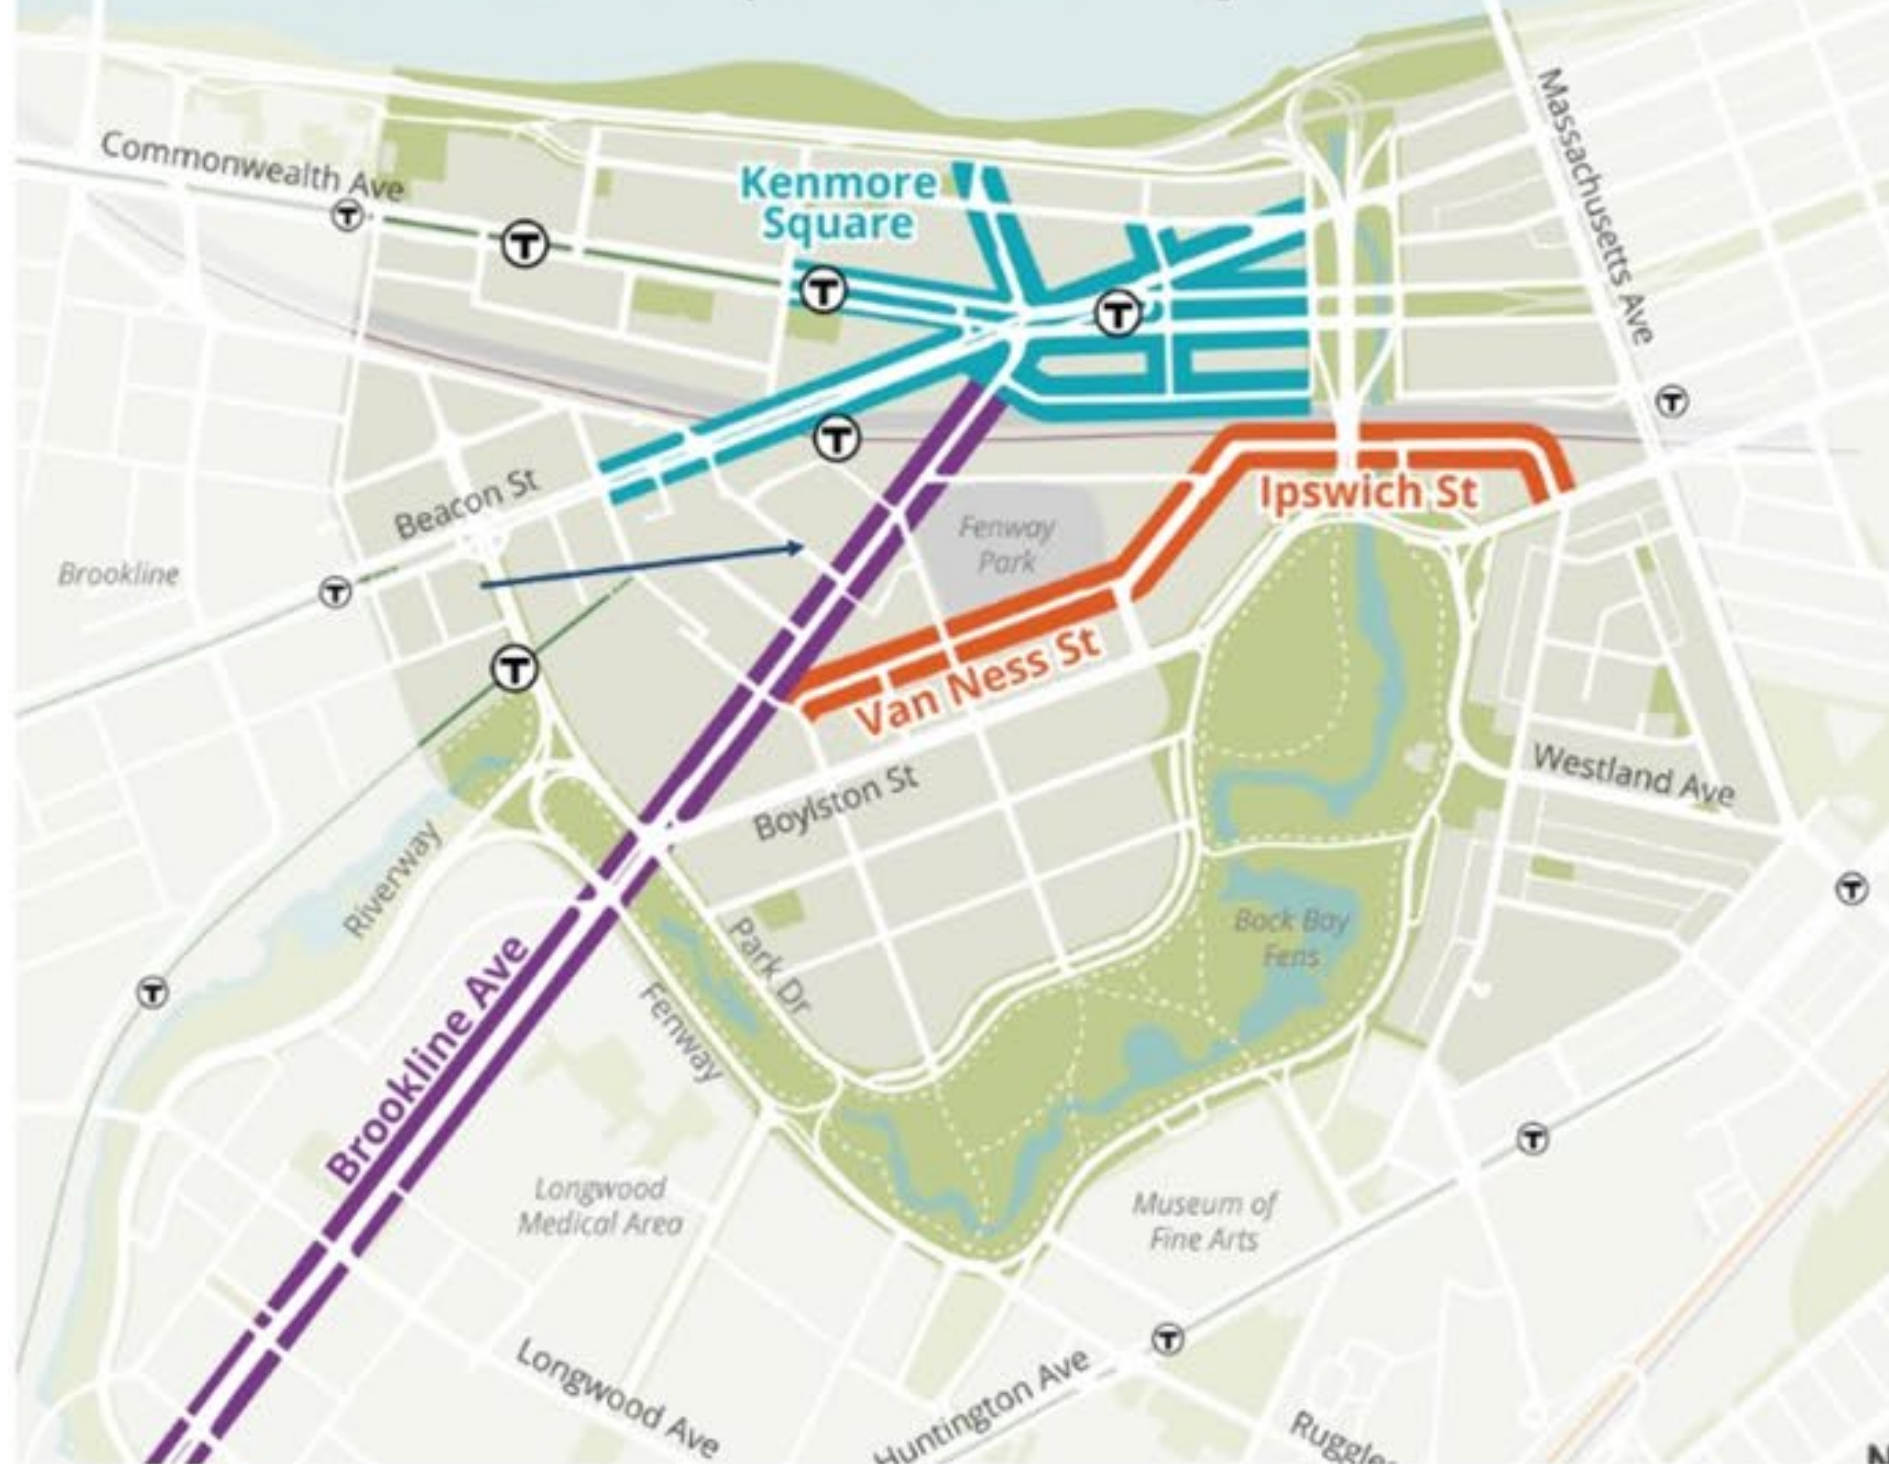 Commonwealth Ave
Kenmore
Square
Massachusetts Ave
T
T
T
T
T
T
Beacon St
Ipswich St
Fenway
Park
Brookline
T
T
Van Ness St
Boylston St
Westland Ave
Riverway
T
Back Bay
Fens
Park Dr
Fenway
T
Brookline Ave
T
Longwood
Medical Area
Museum of
Fine Arts
T
Longwood Ave
Huntington Ave